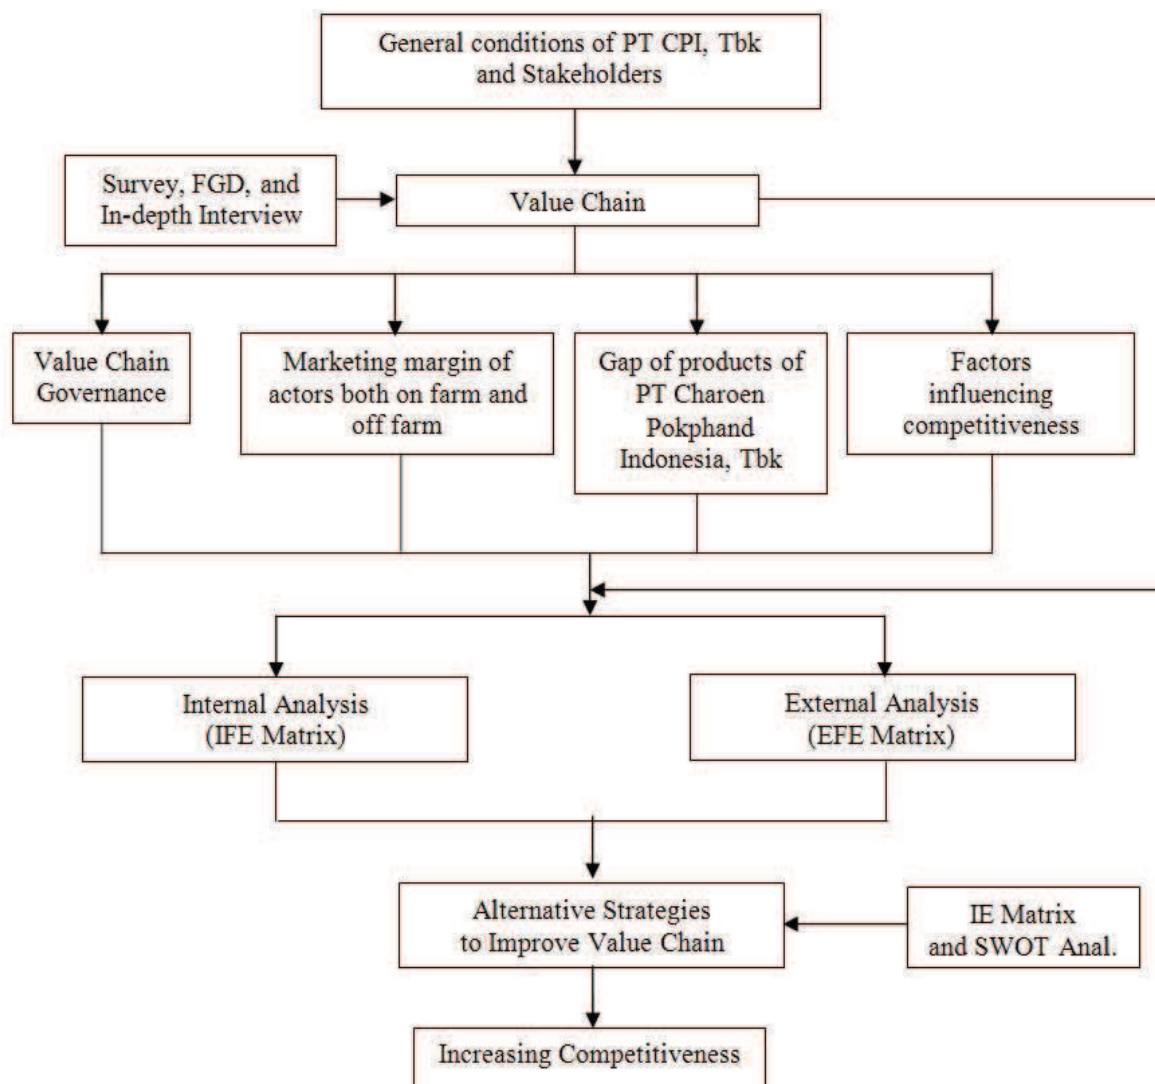 General conditions of PT CPI, Tbk
and Stakeholders
Survey, FGD, and
In-depth Interview
Value Chain
Value Chain
Governance
Marketing margin of
actors both on farm and
off farm
Gap of products of
PT Charoen
Pokphand
Indonesia, Tbk
Factors
influencing
competitiveness
Internal Analysis
(IFE Matrix)
External Analysis
(EFE Matrix)
Alternative Strategies
to Improve Value Chain
IE Matrix
and SWOT Anal.
Increasing Competitiveness